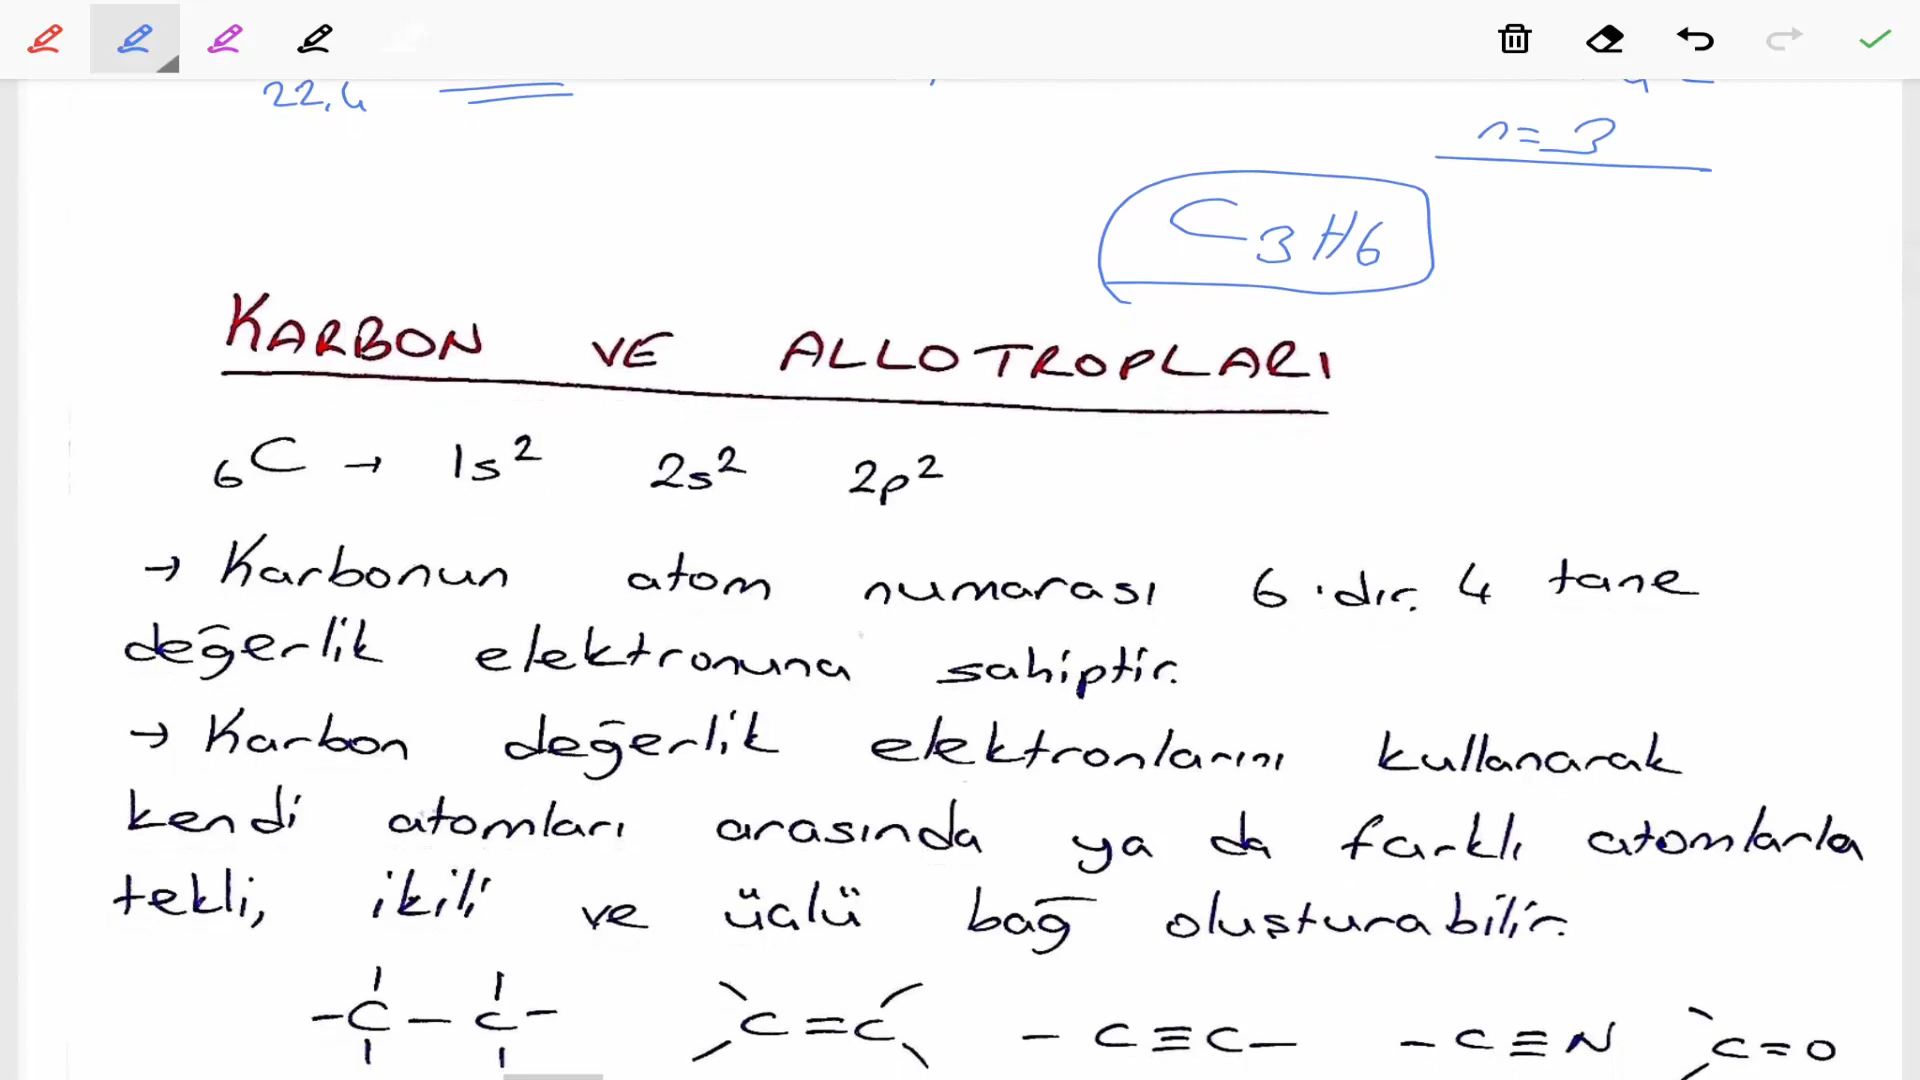 22,4
n = 3
C3H6
KARBON VE ALLOTROPLARI
6C → 1s² 2s² 2p²
→ Karbonun atom numarası 6'dır. 4 tane
değerlik elektronuna sahiptir.
→ Karbon değerlik elektronlarını kullanarak
kendi atomları arasında ya da farklı atomlarla
tekli, ikili ve üçlü bağ oluşturabilir.
-C-C- C=C -C≡C- -C≡N C=O